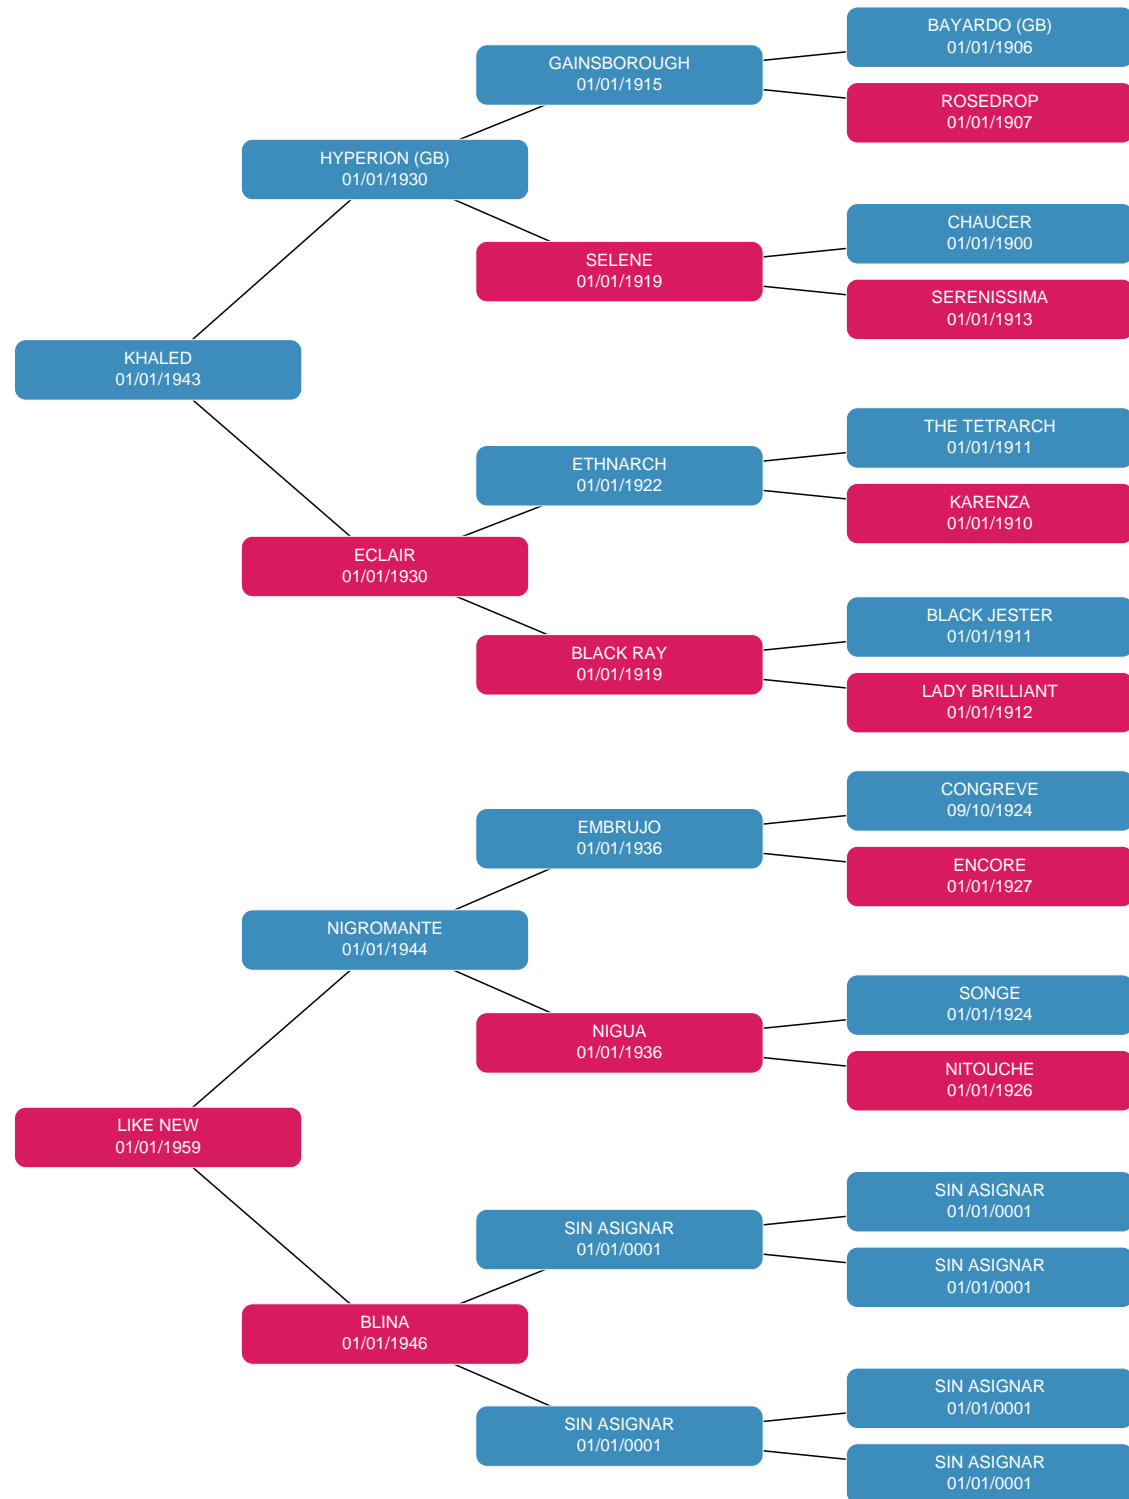 BAYARDO (GB)
01/01/1906
GAINSBOROUGH
01/01/1915
ROSEDROP
01/01/1907
HYPERION (GB)
01/01/1930
CHAUCER
01/01/1900
SELENE
01/01/1919
SERENISSIMA
01/01/1913
KHALED
01/01/1943
THE TETRARCH
01/01/1911
ETHNARCH
01/01/1922
KARENZA
01/01/1910
ECLAIR
01/01/1930
BLACK JESTER
01/01/1911
BLACK RAY
01/01/1919
LADY BRILLIANT
01/01/1912
CONGREVE
09/10/1924
EMBRUJO
01/01/1936
ENCORE
01/01/1927
NIGROMANTE
01/01/1944
SONGE
01/01/1924
NIGUA
01/01/1936
NITOUCHE
01/01/1926
LIKE NEW
01/01/1959
SIN ASIGNAR
01/01/0001
SIN ASIGNAR
01/01/0001
SIN ASIGNAR
01/01/0001
BLINA
01/01/1946
SIN ASIGNAR
01/01/0001
SIN ASIGNAR
01/01/0001
SIN ASIGNAR
01/01/0001